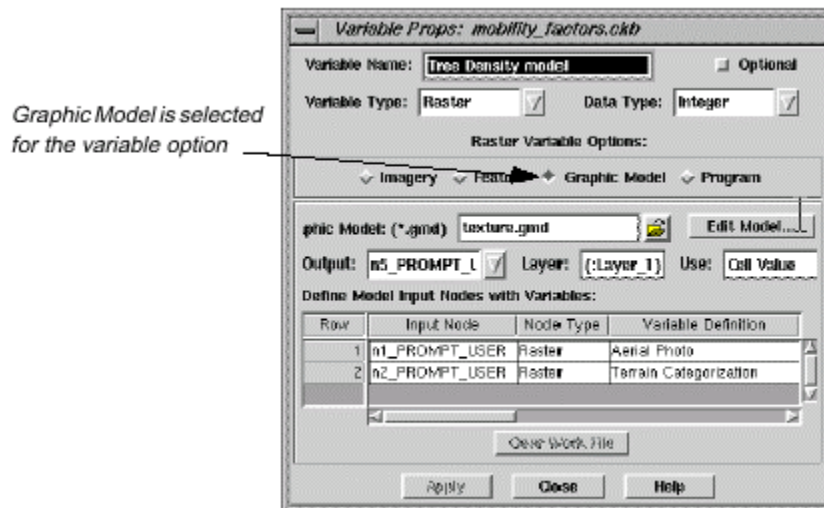 Variable Props: mobility_factors.ckb
Variable Name: Tree Density model Optional
Variable Type: Raster Data Type: Integer
Graphic Model is selected
for the variable option
Raster Variable Options:
Imagery Featu Graphic Model Program
phic Model: (*.gmd) texture.gmd Edit Model...
Output: n5_PROMPT_U Layer: (:Layer_1) Use: Cell Value
Define Model Input Nodes with Variables:
Row Input Node Node Type Variable Definition
1 n1_PROMPT_USER Raster Aerial Photo
2 n2_PROMPT_USER Raster Terrain Categorization
Clear Work File
Apply Close Help